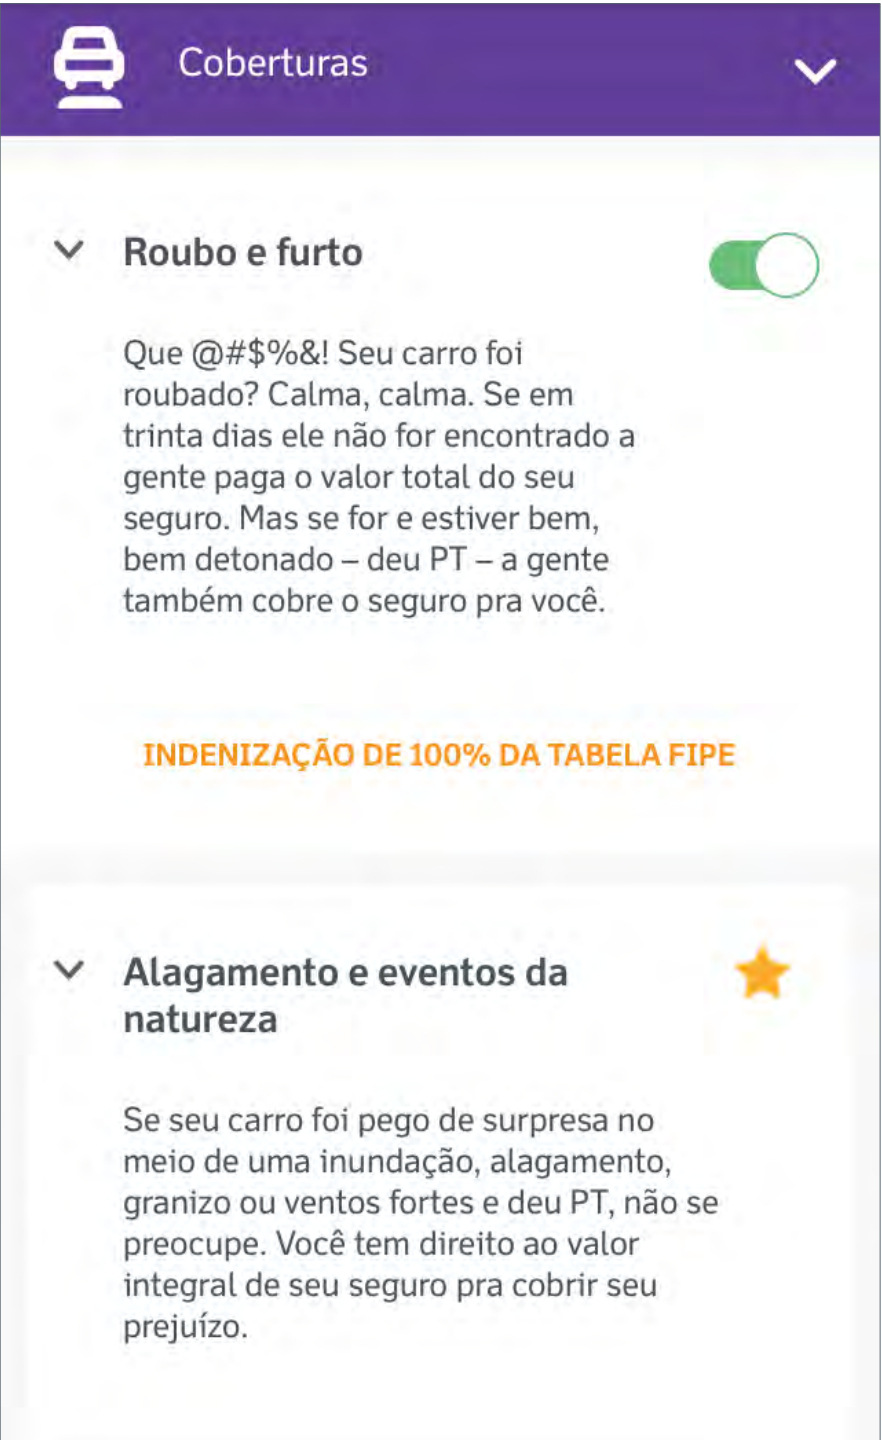 Coberturas
Roubo e furto
Que @#$%&! Seu carro foi
roubado? Calma, calma. Se em
trinta dias ele não for encontrado a
gente paga o valor total do seu
seguro. Mas se for e estiver bem,
bem detonado – deu PT – a gente
também cobre o seguro pra você.
INDENIZAÇÃO DE 100% DA TABELA FIPE
Alagamento e eventos da
natureza
Se seu carro foi pego de surpresa no
meio de uma inundação, alagamento,
granizo ou ventos fortes e deu PT, não se
preocupe. Você tem direito ao valor
integral de seu seguro pra cobrir seu
prejuízo.